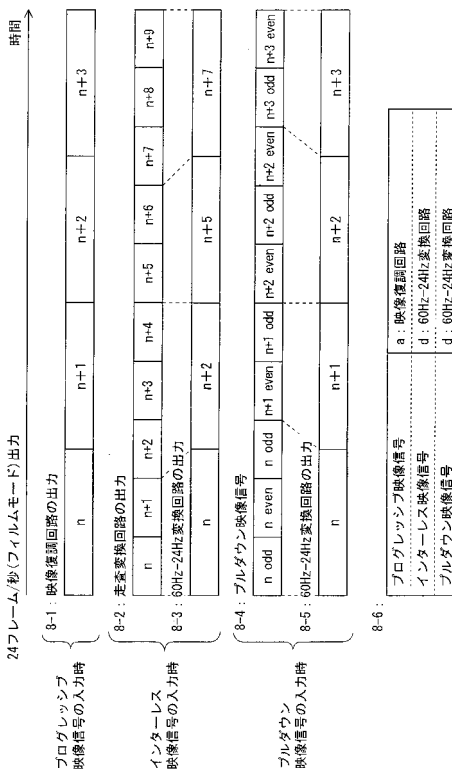 24フレーム/秒(フィルムモード)出力
時間
プログレッシブ
映像信号の入力時
8-1: 映像復調回路の出力
n n+1 n+2 n+3
インターレス
映像信号の入力時
8-2: 走査変換回路の出力
n n+1 n+2 n+3 n+4 n+5 n+6 n+7 n+8 n+9
8-3: 60Hz-24Hz変換回路の出力
n n+2 n+5 n+7
プルダウン
映像信号の入力時
8-4: プルダウン映像信号
n odd n even n odd n+1 even n+1 odd n+2 even n+2 odd n+2 even n+3 odd n+3 even
8-5: 60Hz-24Hz変換回路の出力
n n+1 n+2 n+3
8-6:
プログレッシブ映像信号 a: 映像復調回路
インターレス映像信号 d: 60Hz-24Hz変換回路
プルダウン映像信号 d: 60Hz-24Hz変換回路